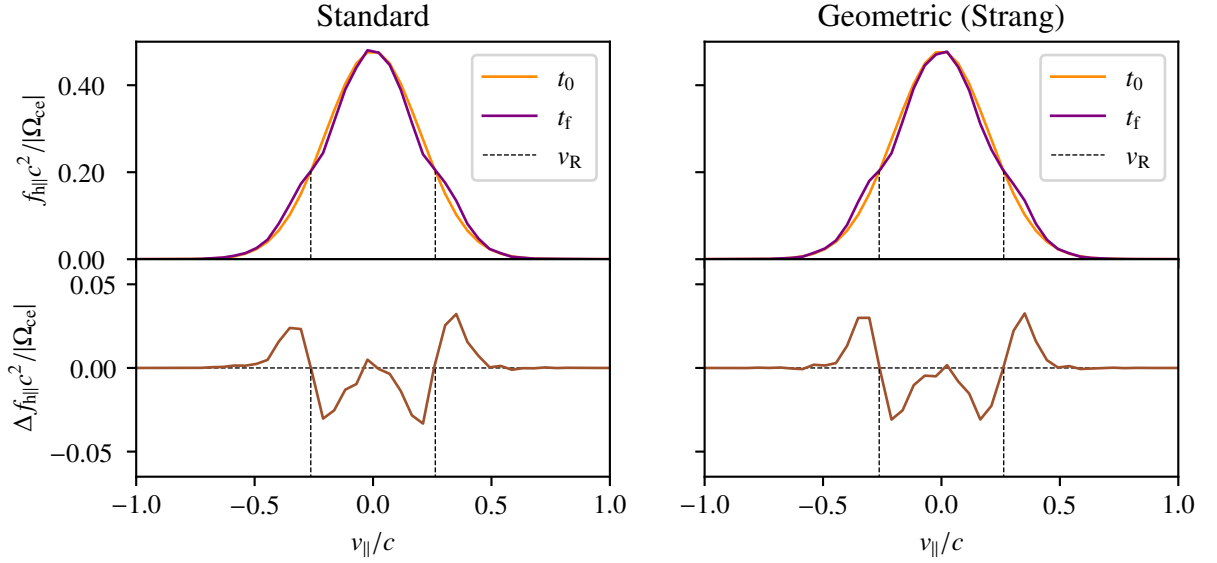 Standard
Geometric (Strang)
f_h∥ c²/|Ω_ce|
0.40
0.20
0.00
t₀
t_f
v_R
t₀
t_f
v_R
Δf_h∥ c²/|Ω_ce|
0.05
0.00
−0.05
−1.0 −0.5 0.0 0.5 1.0
−1.0 −0.5 0.0 0.5 1.0
v_∥/c
v_∥/c